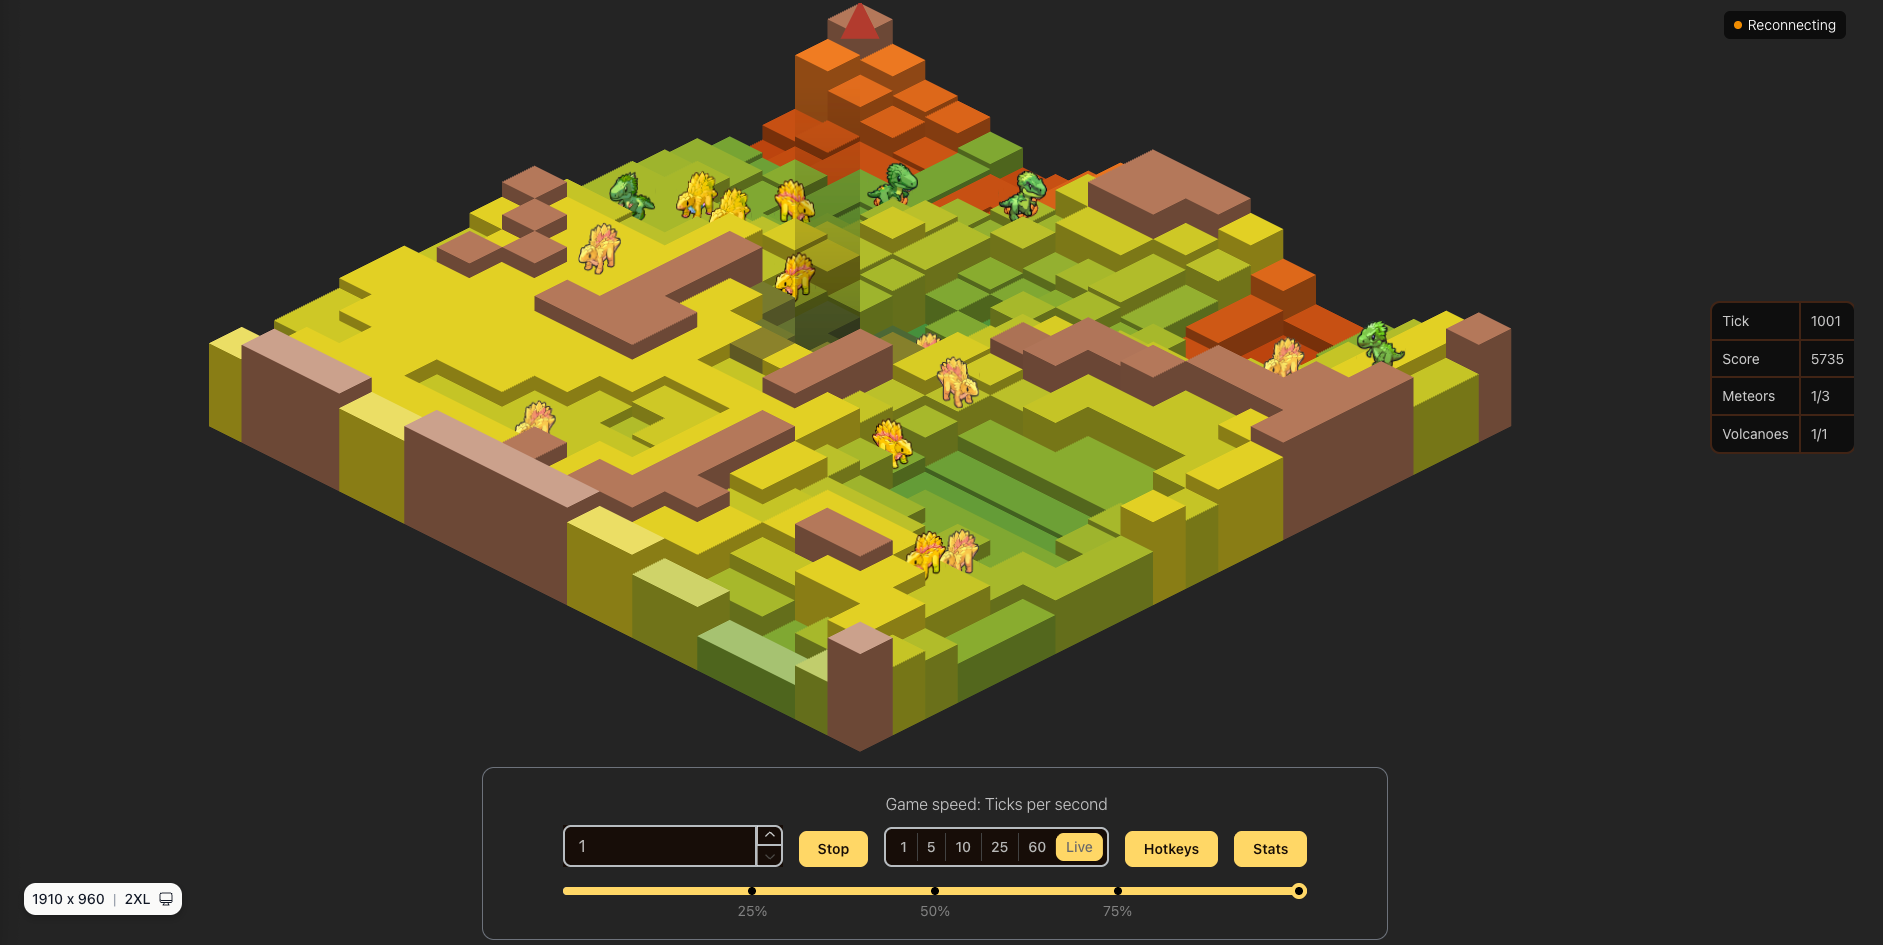 Reconnecting
Tick 1001
Score 5735
Meteors 1/3
Volcanoes 1/1
Game speed: Ticks per second
1 Stop 1 5 10 25 60 Live Hotkeys Stats
25% 50% 75%
1910 x 960 | 2XL